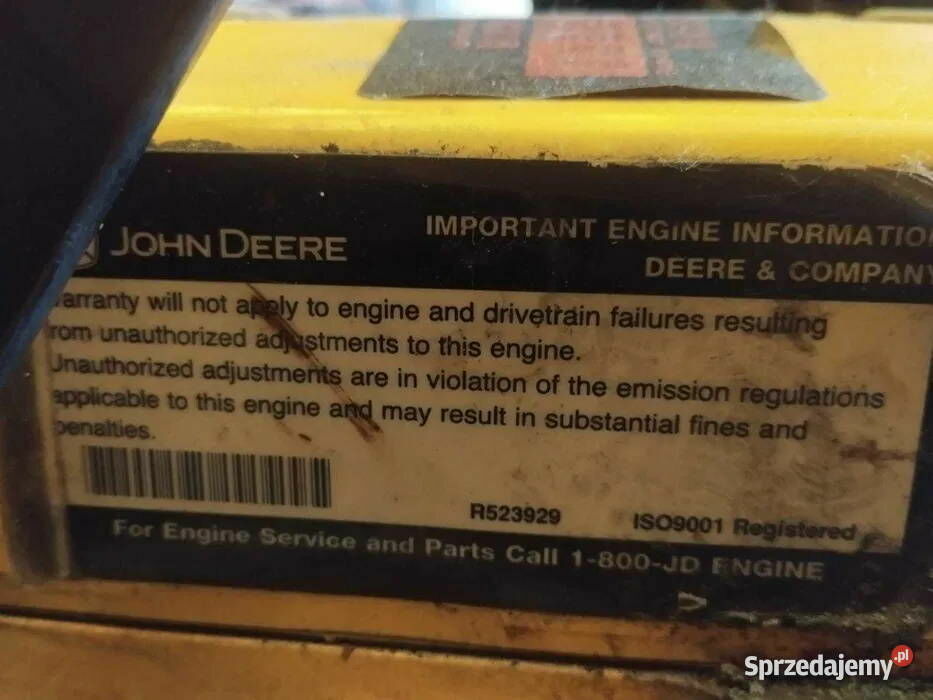 JOHN DEERE
IMPORTANT ENGINE INFORMATIO
DEERE & COMPANY
arranty will not apply to engine and drivetrain failures resulting
rom unauthorized adjustments to this engine.
Unauthorized adjustments are in violation of the emission regulations
applicable to this engine and may result in substantial fines and
penalties.
R523929 ISO9001 Registered
For Engine Service and Parts Call 1-800-JD ENGINE
V
Sprzedajemy.pl